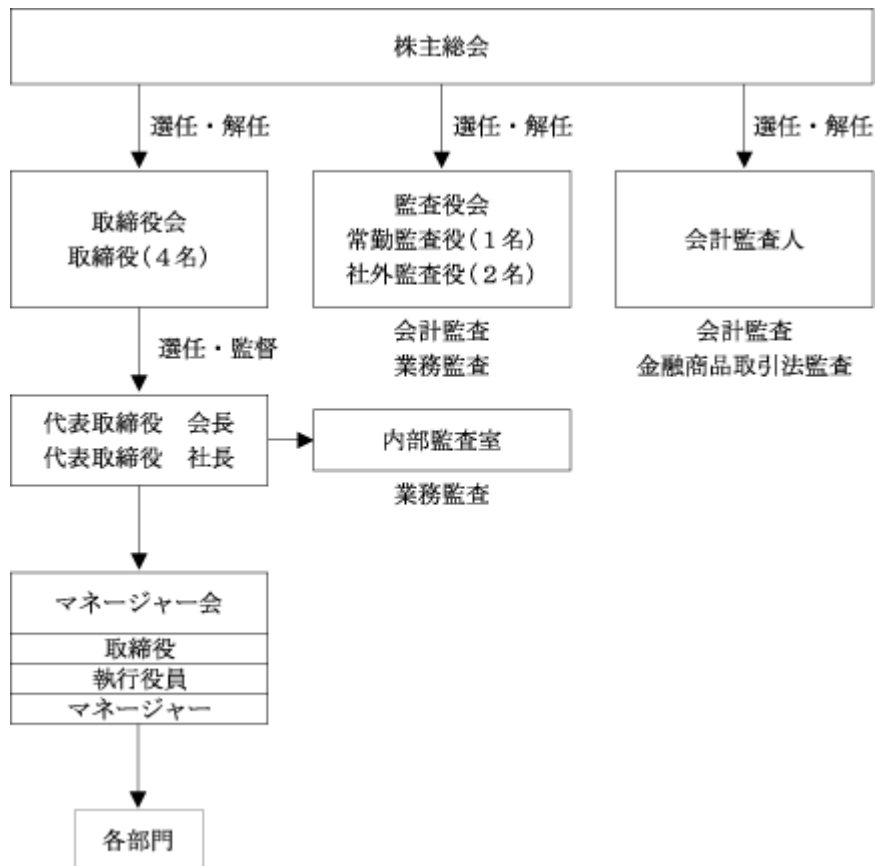 株主総会
選任・解任
選任・解任
選任・解任
取締役会
取締役(4名)
監査役会
常勤監査役(1名)
社外監査役(2名)
会計監査人
会計監査
業務監査
会計監査
金融商品取引法監査
選任・監督
代表取締役　会長
代表取締役　社長
内部監査室
業務監査
マネージャー会
取締役
執行役員
マネージャー
各部門